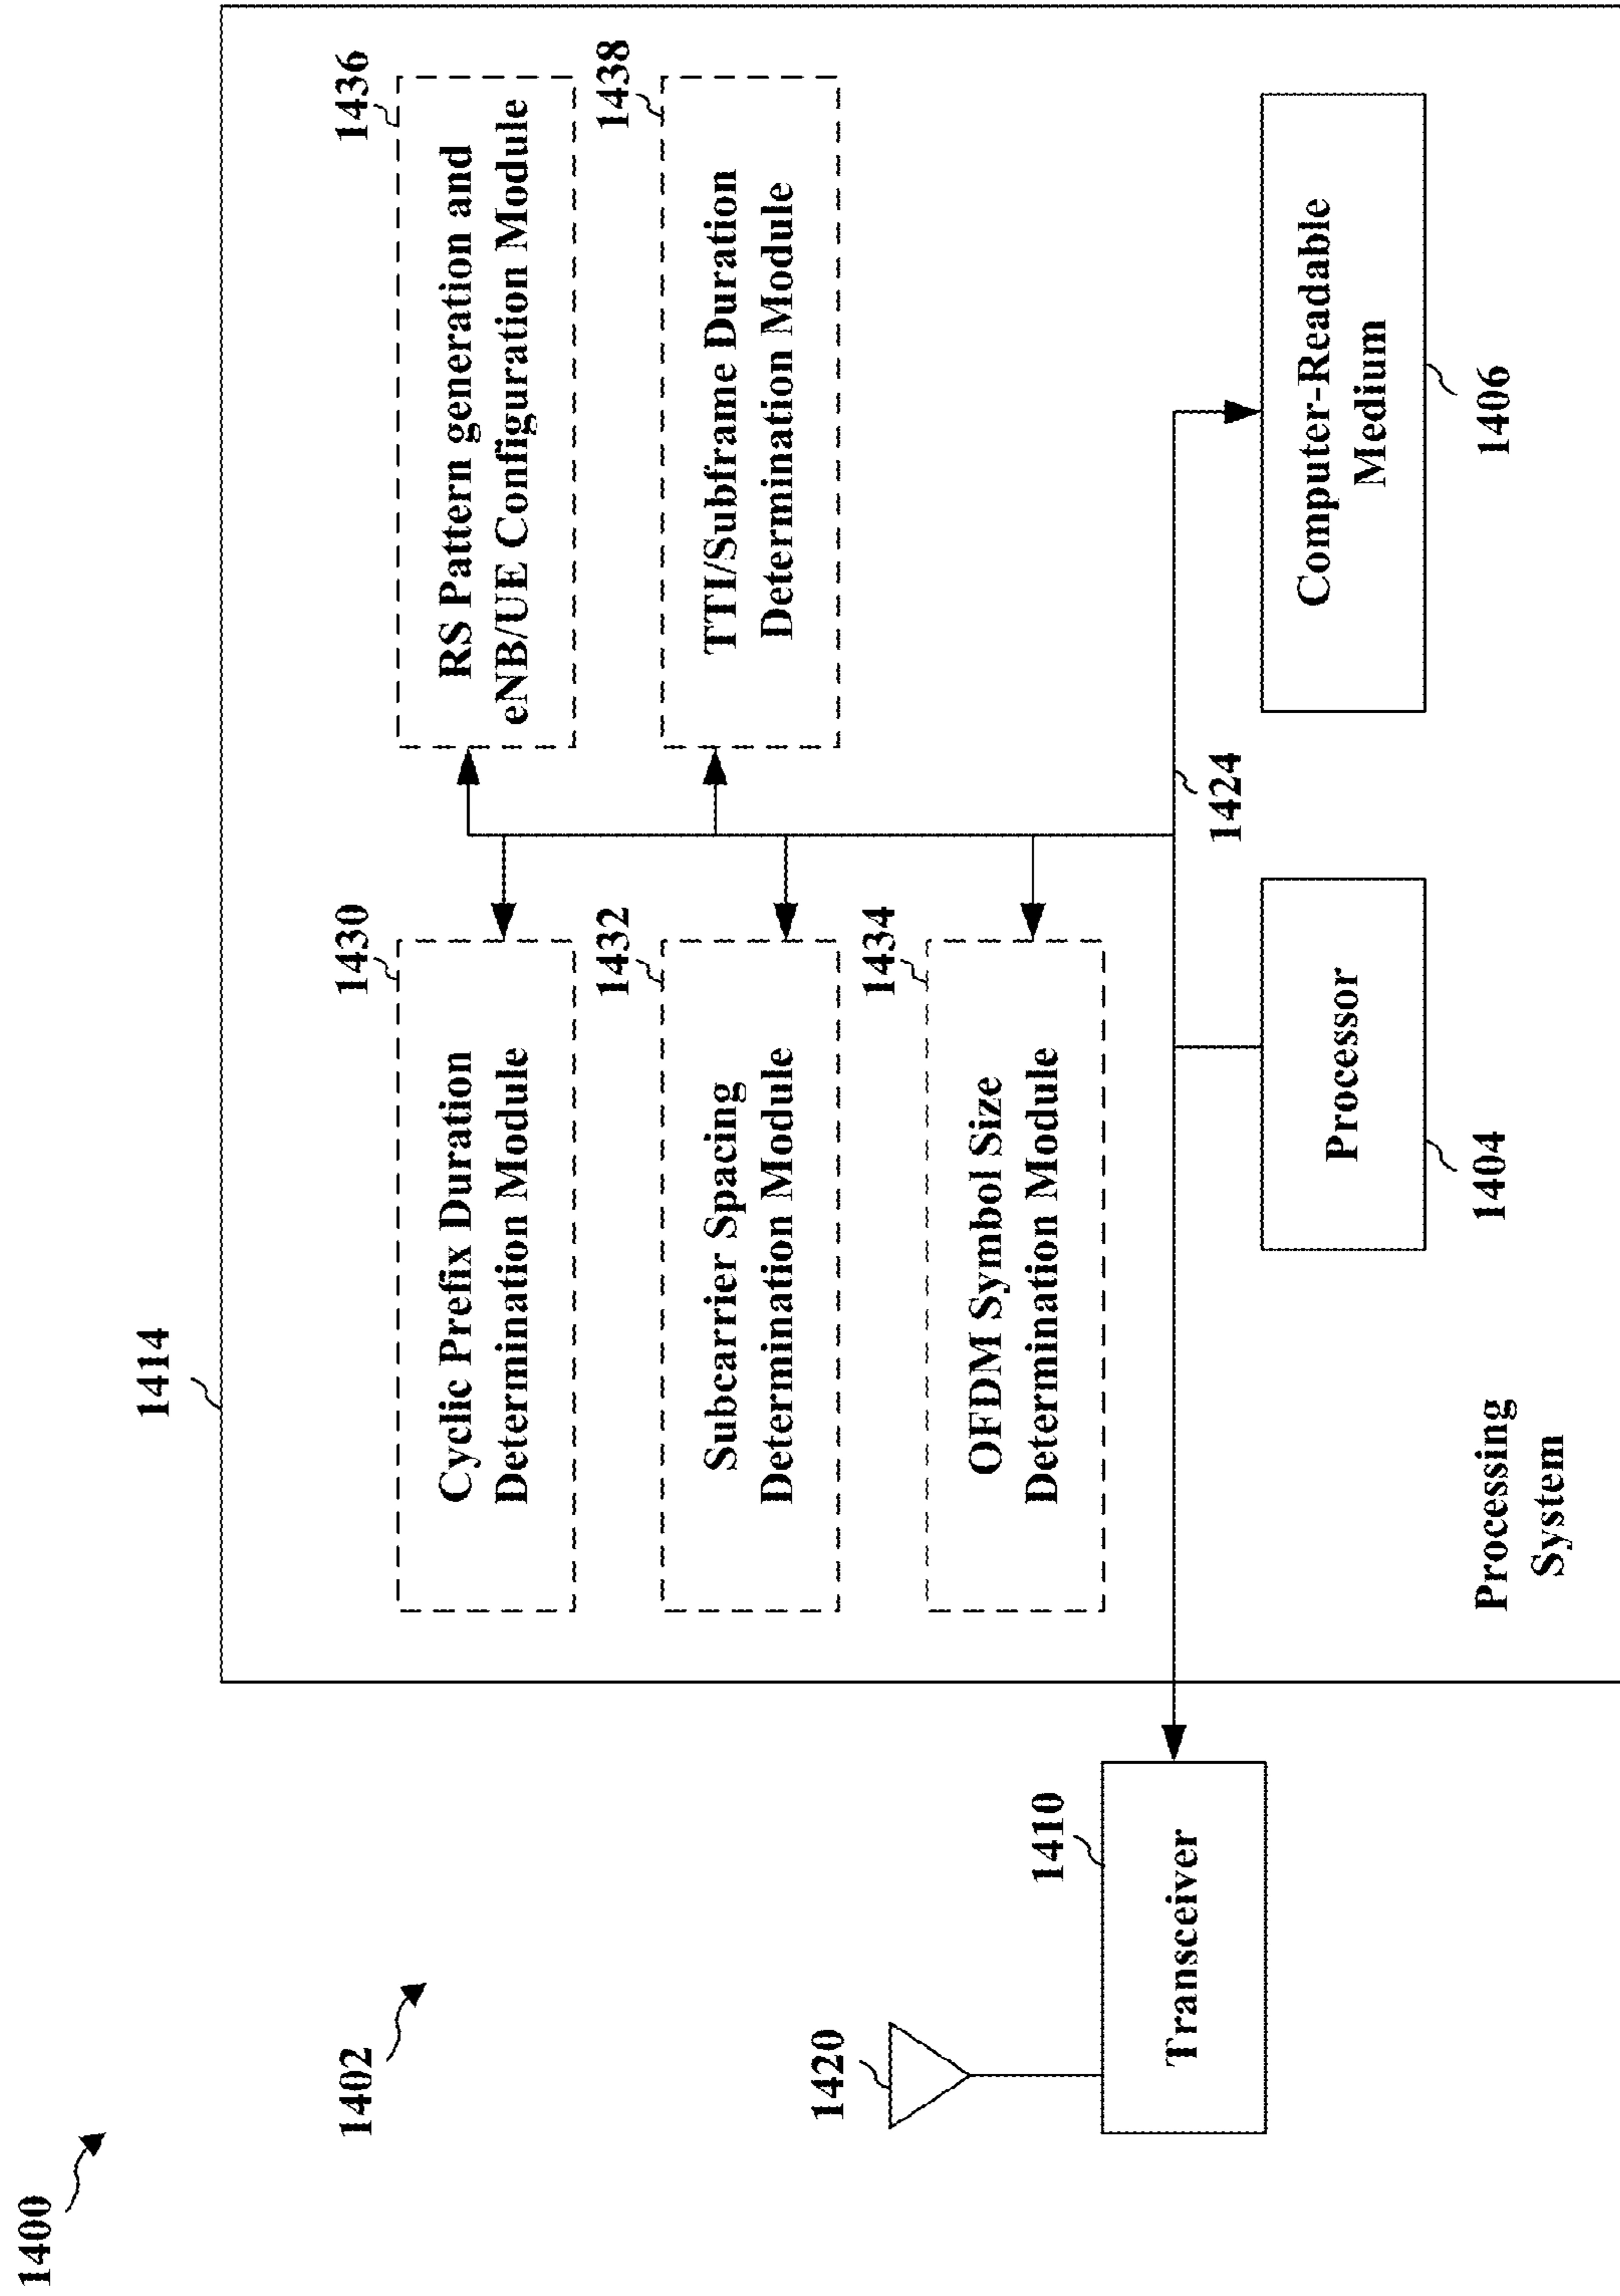 1400
1402
1414
1430
Cyclic Prefix Duration
Determination Module
1436
RS Pattern generation and
eNB/UE Configuration Module
1432
Subcarrier Spacing
Determination Module
1438
TTI/Subframe Duration
Determination Module
1434
OFDM Symbol Size
Determination Module
1420
1410
Transceiver
1424
Processor
1404
Computer-Readable
Medium
1406
Processing
System